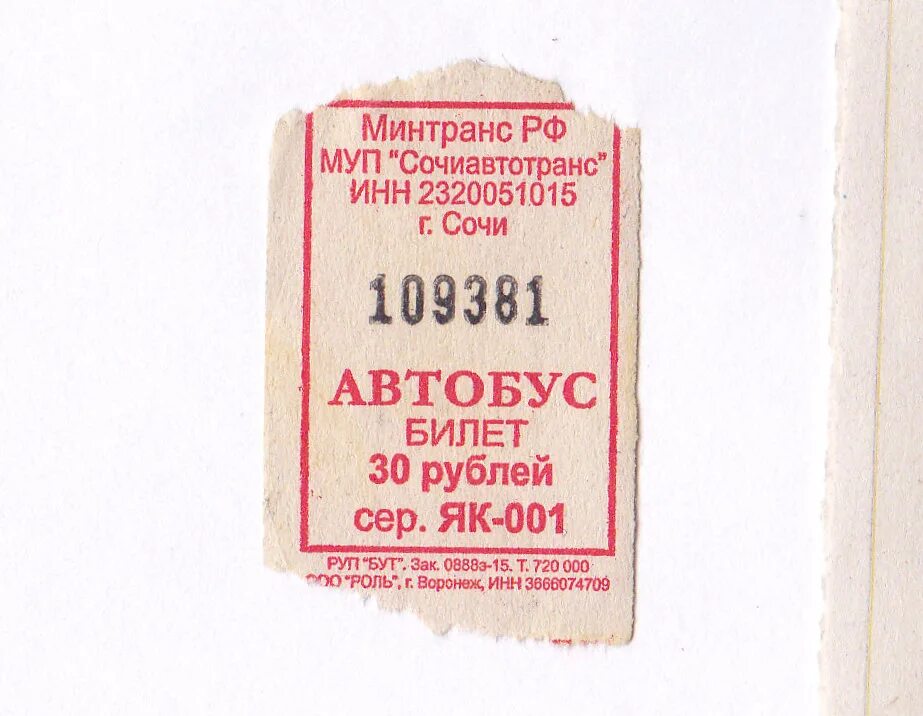 Минтранс РФ
МУП "Сочиавтотранс"
ИНН 2320051015
г. Сочи
109381
АВТОБУС
БИЛЕТ
30 рублей
сер. ЯК-001
РУП "БУТ". Зак. 0888з-15. Т. 720 000
ООО "РОЛЬ", г. Воронеж, ИНН 3666074709